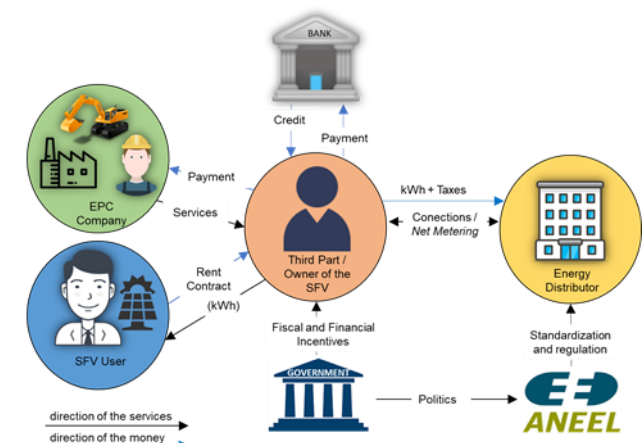 BANK
Credit
Payment
Payment
Services
EPC
Company
kWh + Taxes
Conections /
Net Metering
Third Part /
Owner of the
SFV
Energy
Distributor
Rent
Contract
(kWh)
SFV User
Fiscal and Financial
Incentives
GOVERNMENT
Politics
Standardization
and regulation
ANEEL
direction of the services
direction of the money